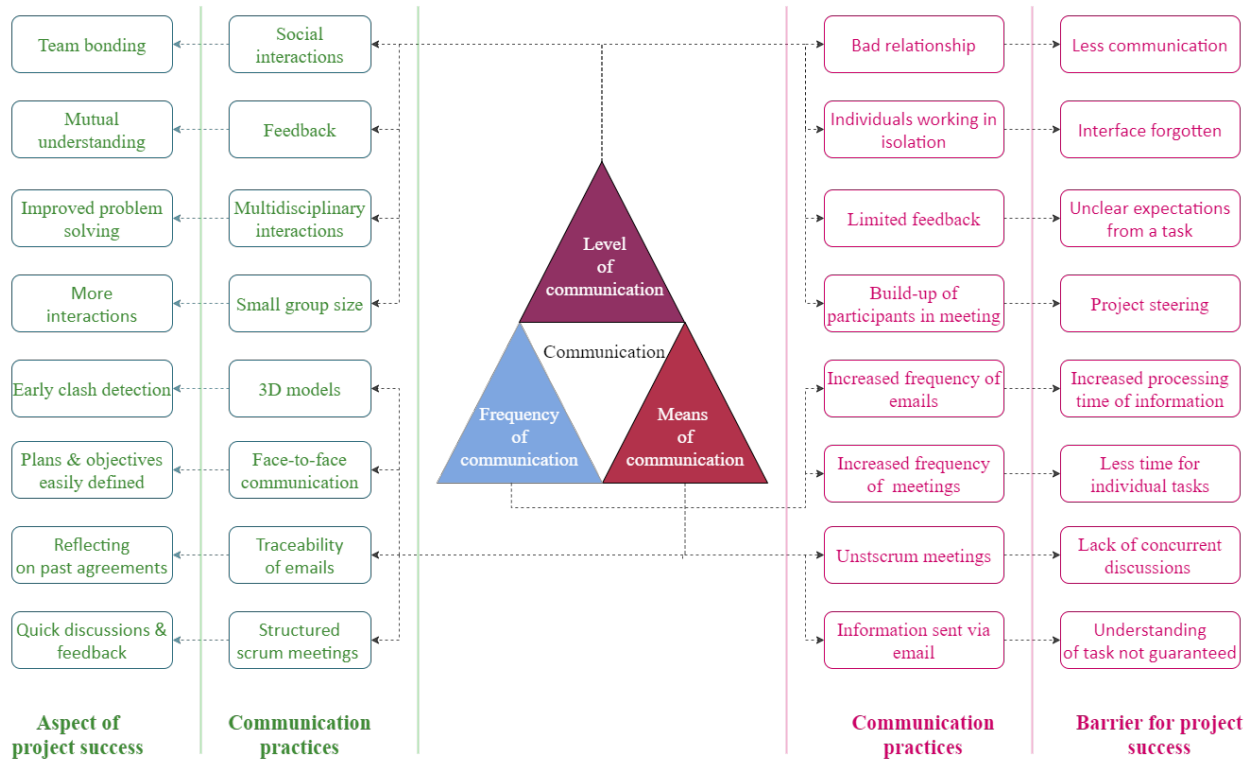 Team bonding
Social
interactions
Bad relationship
Less communication
Mutual
understanding
Feedback
Individuals working in
isolation
Interface forgotten
Improved problem
solving
Multidisciplinary
interactions
Limited feedback
Unclear expectations
from a task
More
interactions
Small group size
Build-up of
participants in meeting
Project steering
Early clash detection
3D models
Increased frequency of
emails
Increased processing
time of information
Plans & objectives
easily defined
Face-to-face
communication
Increased frequency
of meetings
Less time for
individual tasks
Reflecting
on past agreements
Traceability
of emails
Unstscrum meetings
Lack of concurrent
discussions
Quick discussions &
feedback
Structured
scrum meetings
Information sent via
email
Understanding
of task not guaranteed
Level
of
communication
Communication
Frequency
of
communication
Means
of
communication
Aspect of
project success
Communication
practices
Communication
practices
Barrier for project
success